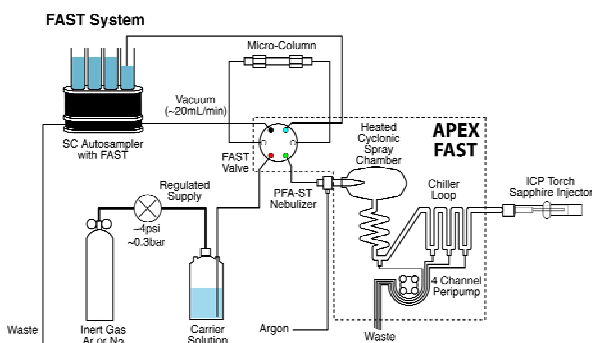 FAST System
Micro-Column
Vacuum
(~20mL/min)
SC Autosampler
with FAST
FAST
Valve
Heated
Cyclonic
Spray
Chamber
APEX
FAST
PFA-ST
Nebulizer
Chiller
Loop
ICP Torch
Sapphire Injector
Regulated
Supply
~4psi
~0.3bar
4 Channel
Peripump
Waste
Inert Gas
Ar or N2
Carrier
Solution
Argon
Waste